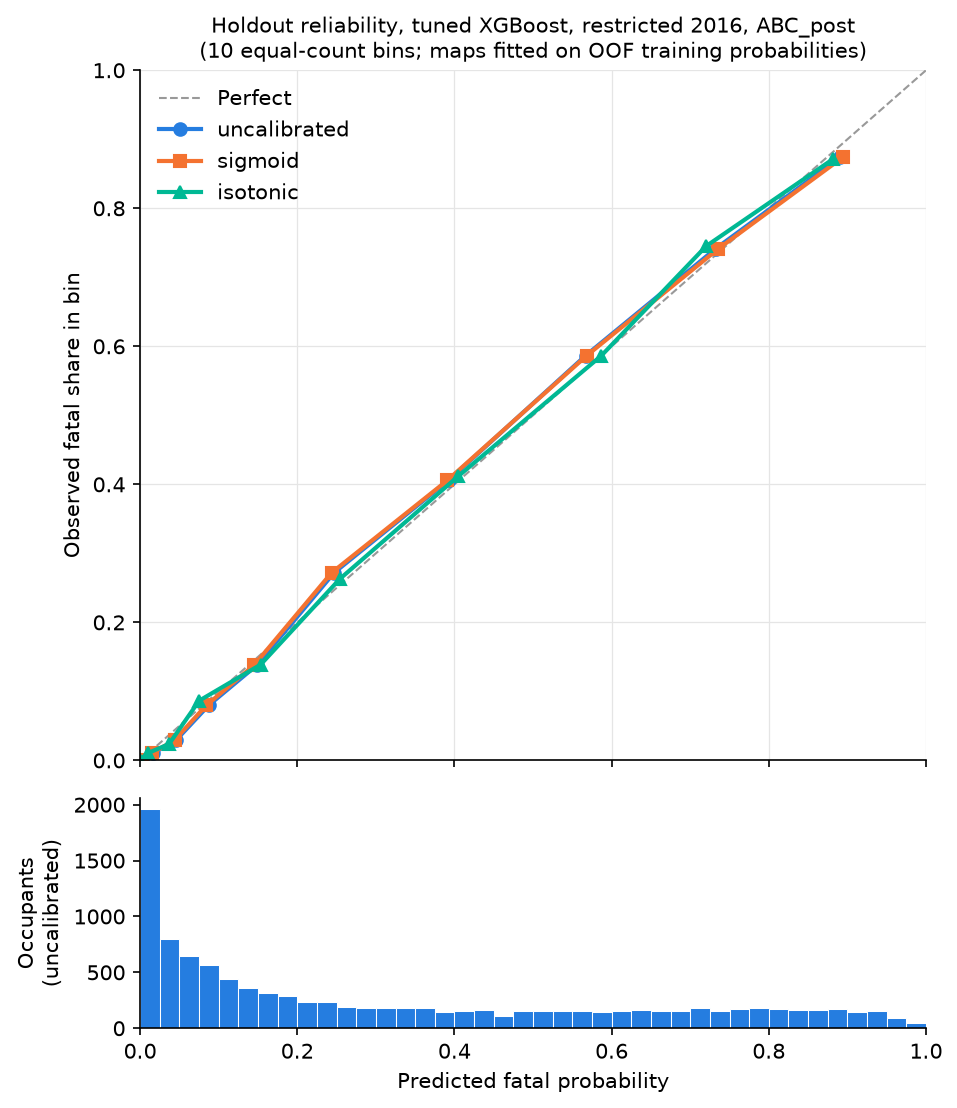 Holdout reliability, tuned XGBoost, restricted 2016, ABC_post
(10 equal-count bins; maps fitted on OOF training probabilities)
1.0
Perfect
uncalibrated
sigmoid
isotonic
0.8
0.6
0.4
0.2
0.0
Observed fatal share in bin
2000
1500
1000
500
0
Occupants
(uncalibrated)
0.0 0.2 0.4 0.6 0.8 1.0
Predicted fatal probability